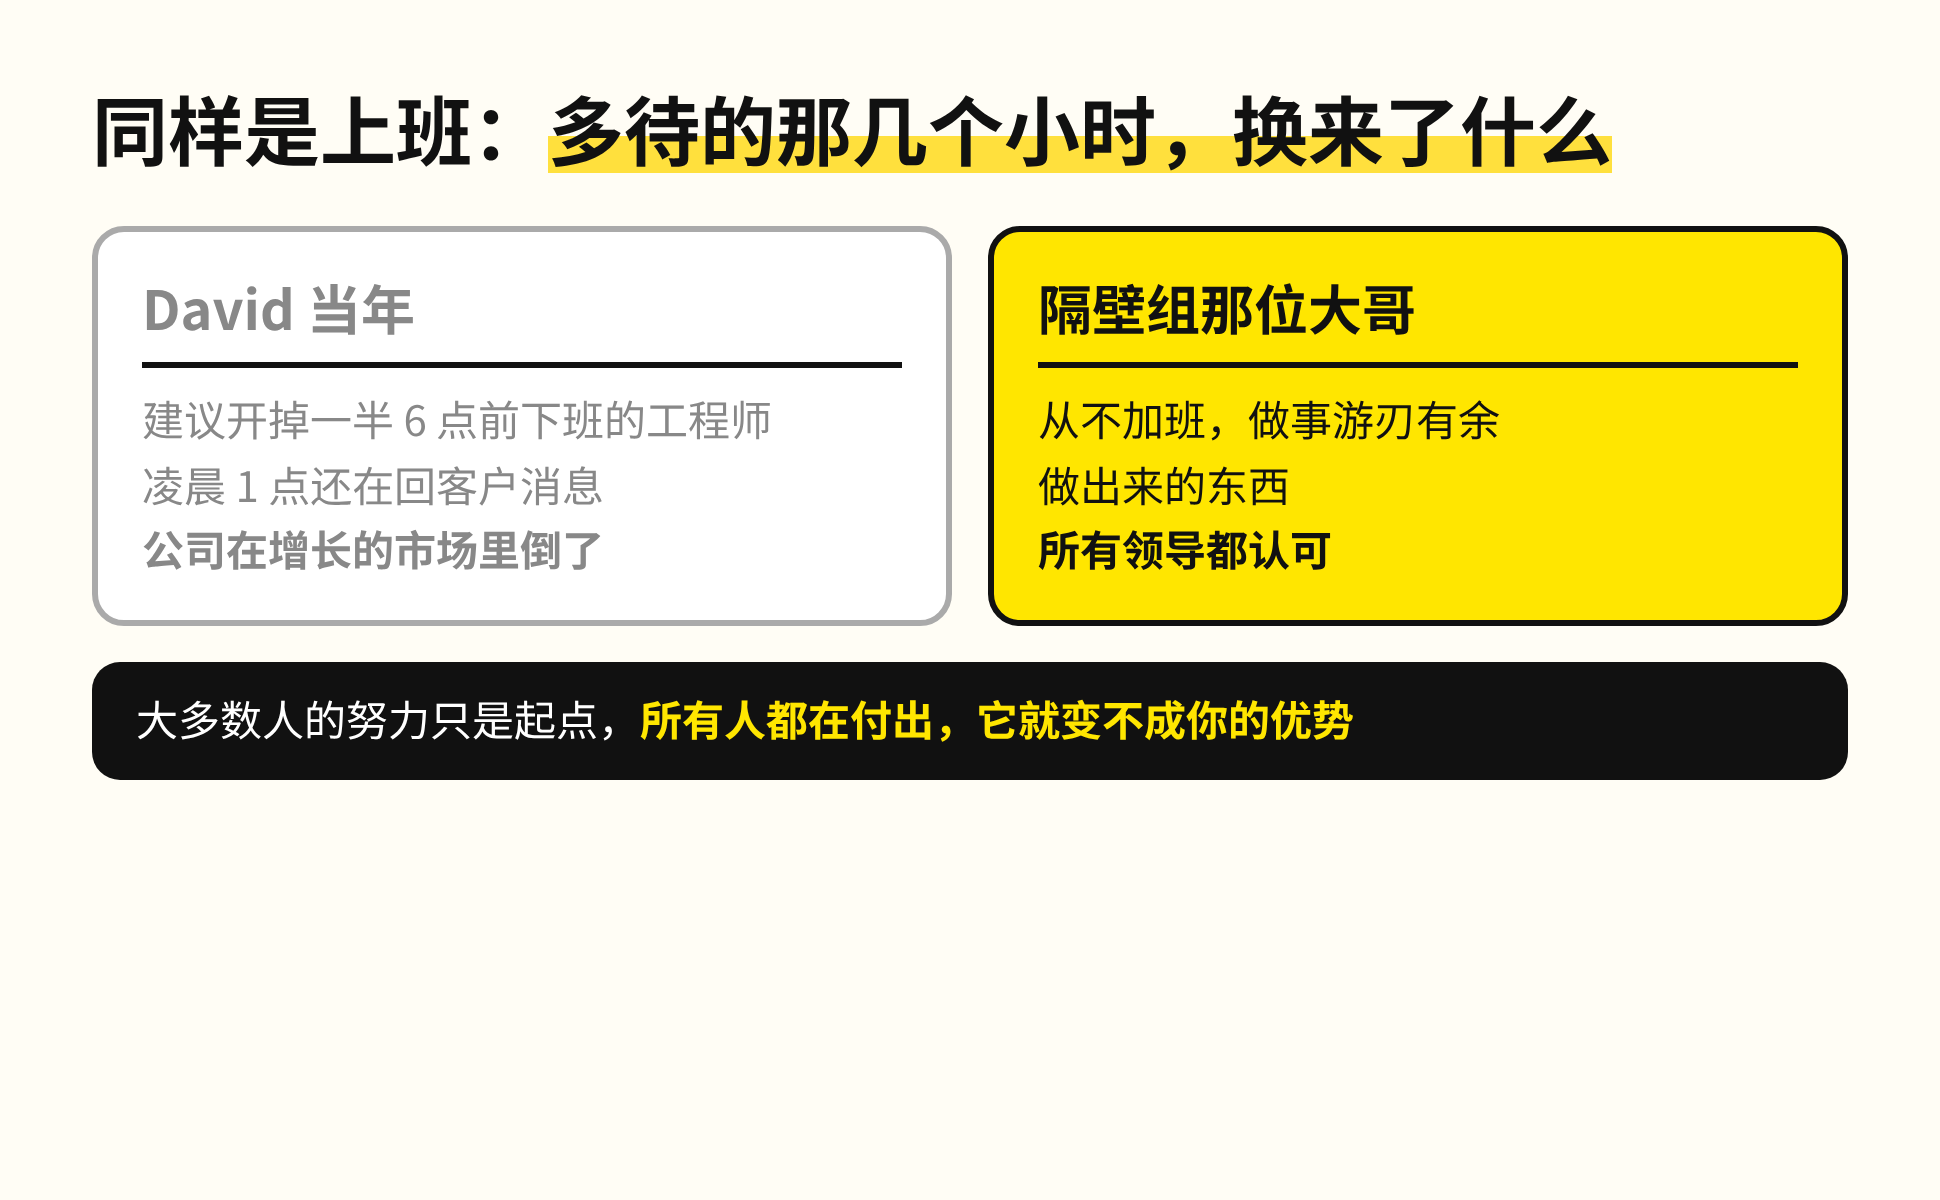 同样是上班：多待的那几个小时，换来了什么
David 当年
建议开掉一半 6 点前下班的工程师
凌晨 1 点还在回客户消息
公司在增长的市场里倒了
隔壁组那位大哥
从不加班，做事游刃有余
做出来的东西
所有领导都认可
大多数人的努力只是起点，所有人都在付出，它就变不成你的优势